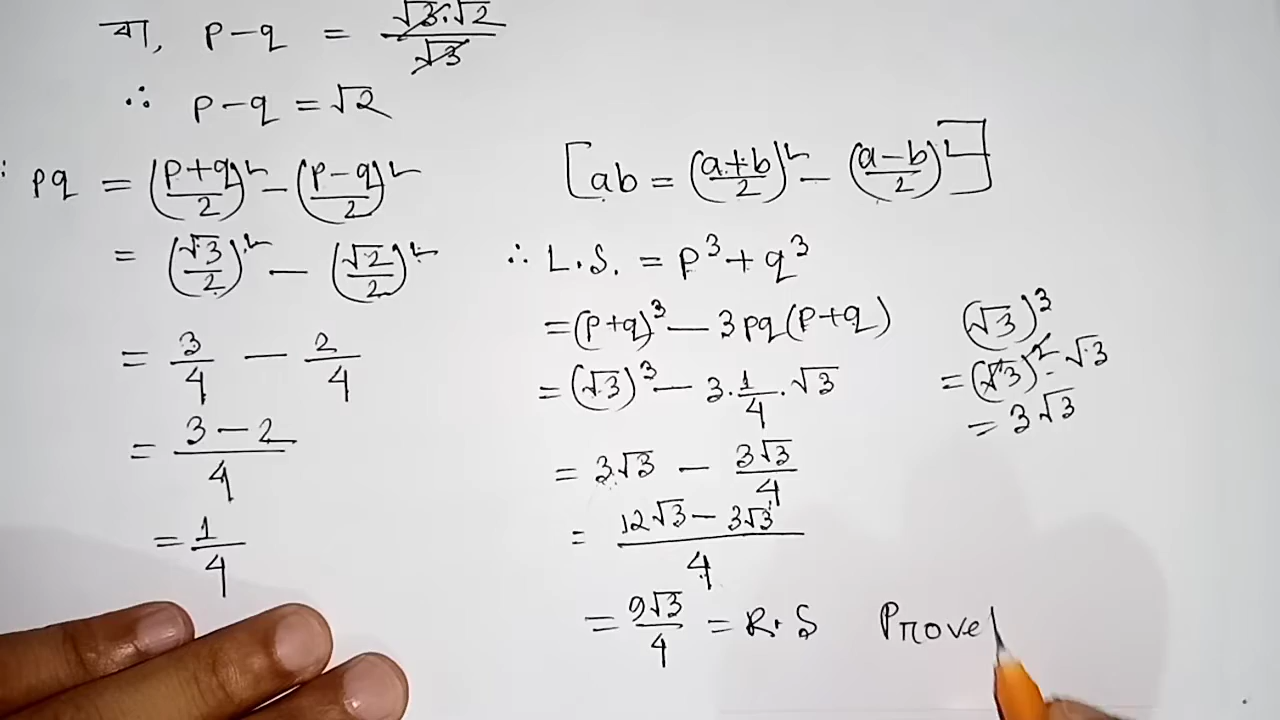 বা, p-q = √3.√2/√3
∴ p-q = √2
∴ pq = ((p+q)/2)² - ((p-q)/2)²
= (√3/2)² - (√2/2)²
= 3/4 - 2/4
= (3-2)/4
= 1/4
[ab = ((a+b)/2)² - ((a-b)/2)²]
∴ L.S. = p³+q³
= (p+q)³ - 3pq(p+q)
= (√3)³ - 3.1/4.√3
= 3√3 - 3√3/4
= (12√3 - 3√3)/4
= 9√3/4 = R.S Prove
(√3)³
= (√3)².√3
= 3√3